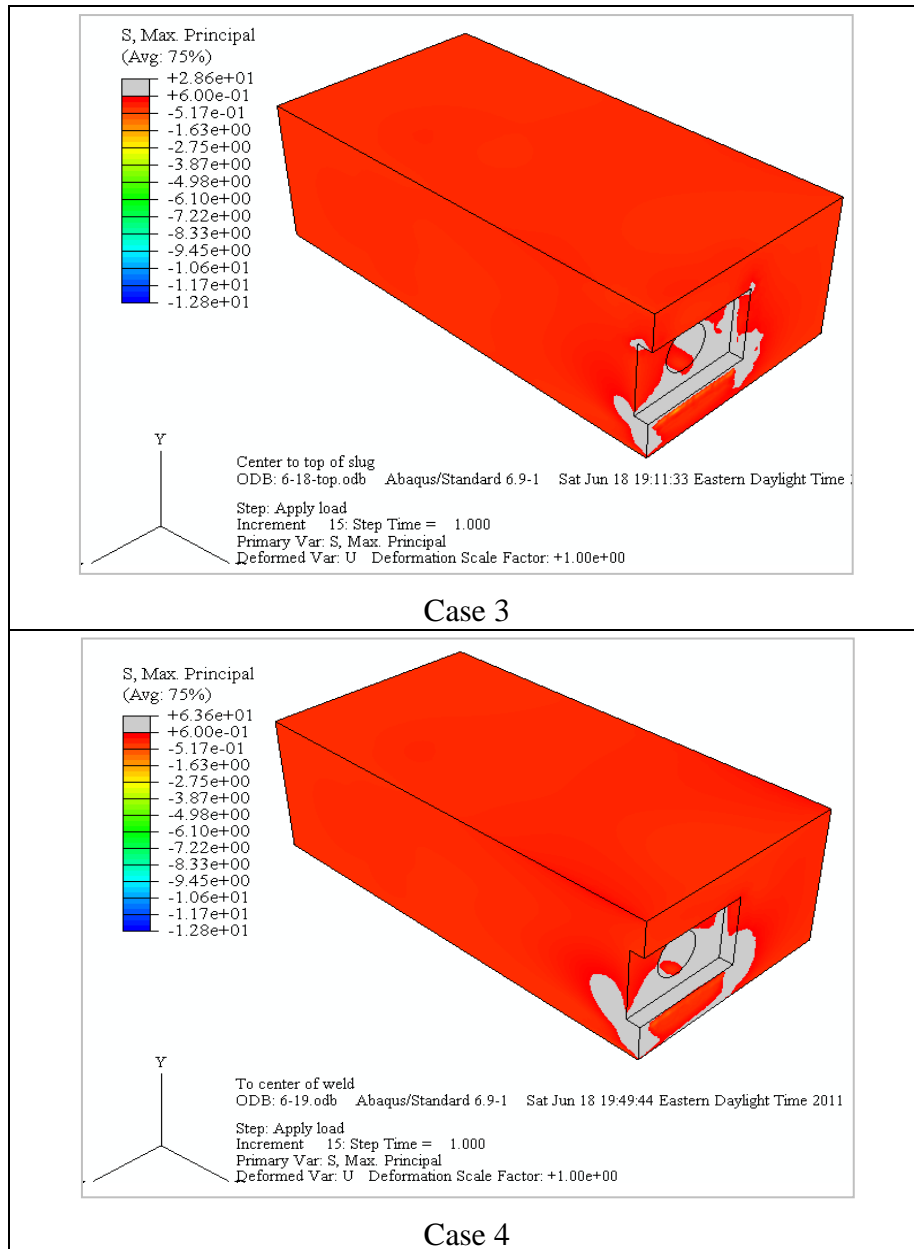 S, Max. Principal
(Avg: 75%)
+2.86e+01
+6.00e-01
-5.17e-01
-1.63e+00
-2.75e+00
-3.87e+00
-4.98e+00
-6.10e+00
-7.22e+00
-8.33e+00
-9.45e+00
-1.06e+01
-1.17e+01
-1.28e+01
Y
Center to top of slug
ODB: 6-18-top.odb Abaqus/Standard 6.9-1 Sat Jun 18 19:11:33 Eastern Daylight Time
Step: Apply load
Increment 15: Step Time = 1.000
Primary Var: S, Max. Principal
Deformed Var: U Deformation Scale Factor: +1.00e+00
Case 3
S, Max. Principal
(Avg: 75%)
+6.36e+01
+6.00e-01
-5.17e-01
-1.63e+00
-2.75e+00
-3.87e+00
-4.98e+00
-6.10e+00
-7.22e+00
-8.33e+00
-9.45e+00
-1.06e+01
-1.17e+01
-1.28e+01
Y
To center of weld
ODB: 6-19.odb Abaqus/Standard 6.9-1 Sat Jun 18 19:49:44 Eastern Daylight Time 2011
Step: Apply load
Increment 15: Step Time = 1.000
Primary Var: S, Max. Principal
Deformed Var: U Deformation Scale Factor: +1.00e+00
Case 4